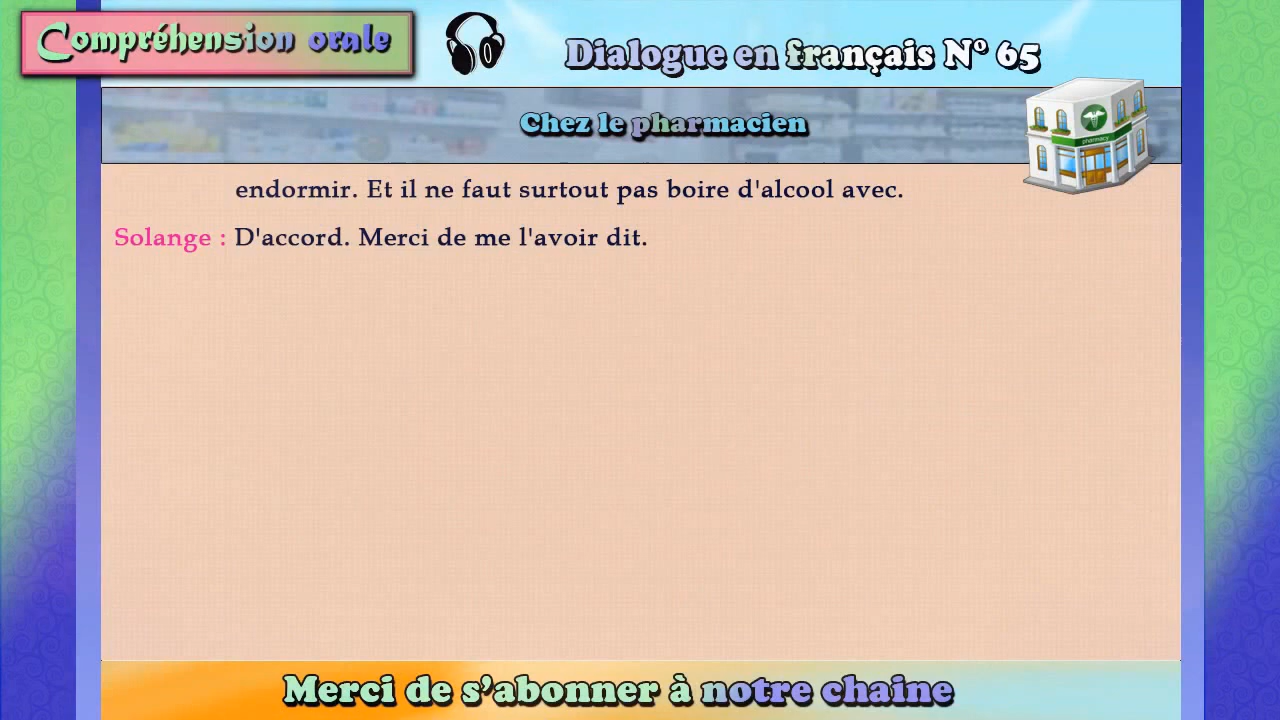 Compréhension orale
Dialogue en français N° 65
Chez le pharmacien
pharmacy
endormir. Et il ne faut surtout pas boire d'alcool avec.
Solange : D'accord. Merci de me l'avoir dit.
Merci de s’abonner à notre chaine